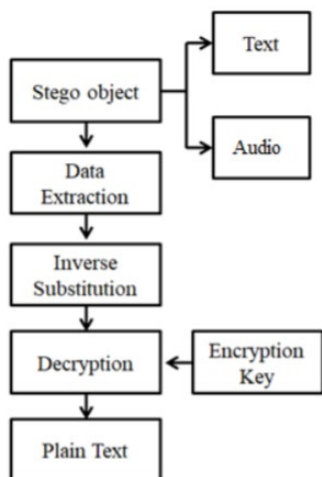 Text
Stego object
Audio
Data
Extraction
Inverse
Substitution
Decryption
Encryption
Key
Plain Text